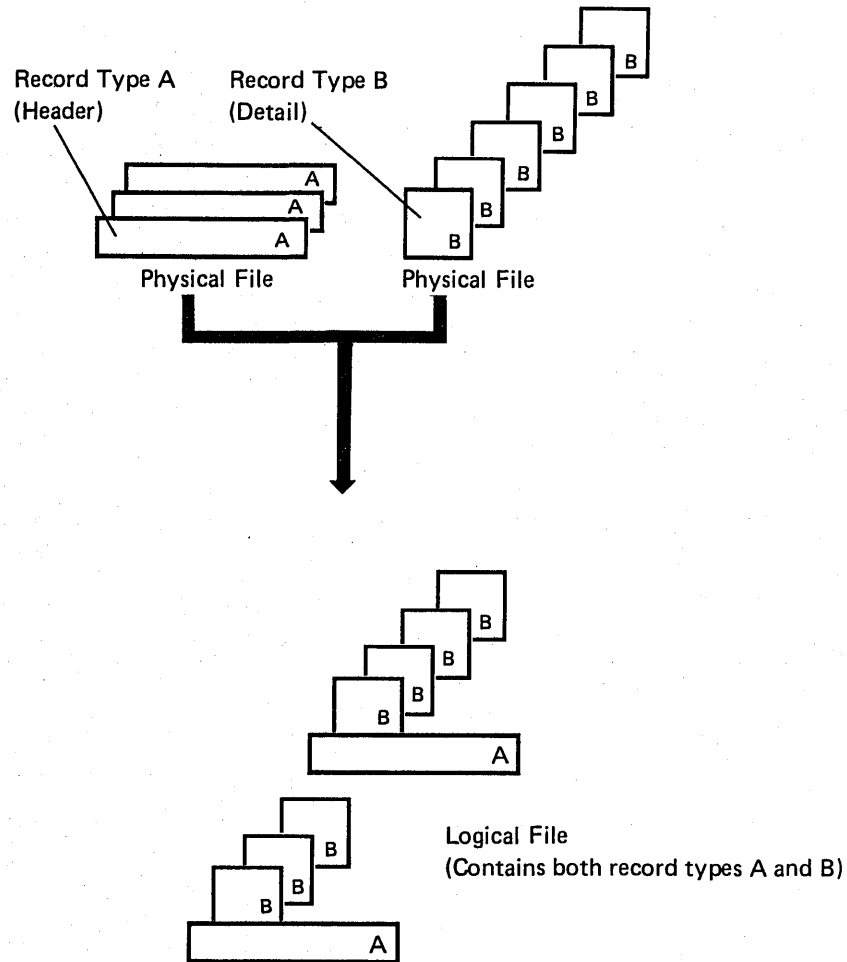 Record Type A
(Header)
Record Type B
(Detail)
B
B
B
B
B
B
A
A
A
Physical File
Physical File
B
B
B
B
A
B
B
B
A
Logical File
(Contains both record types A and B)